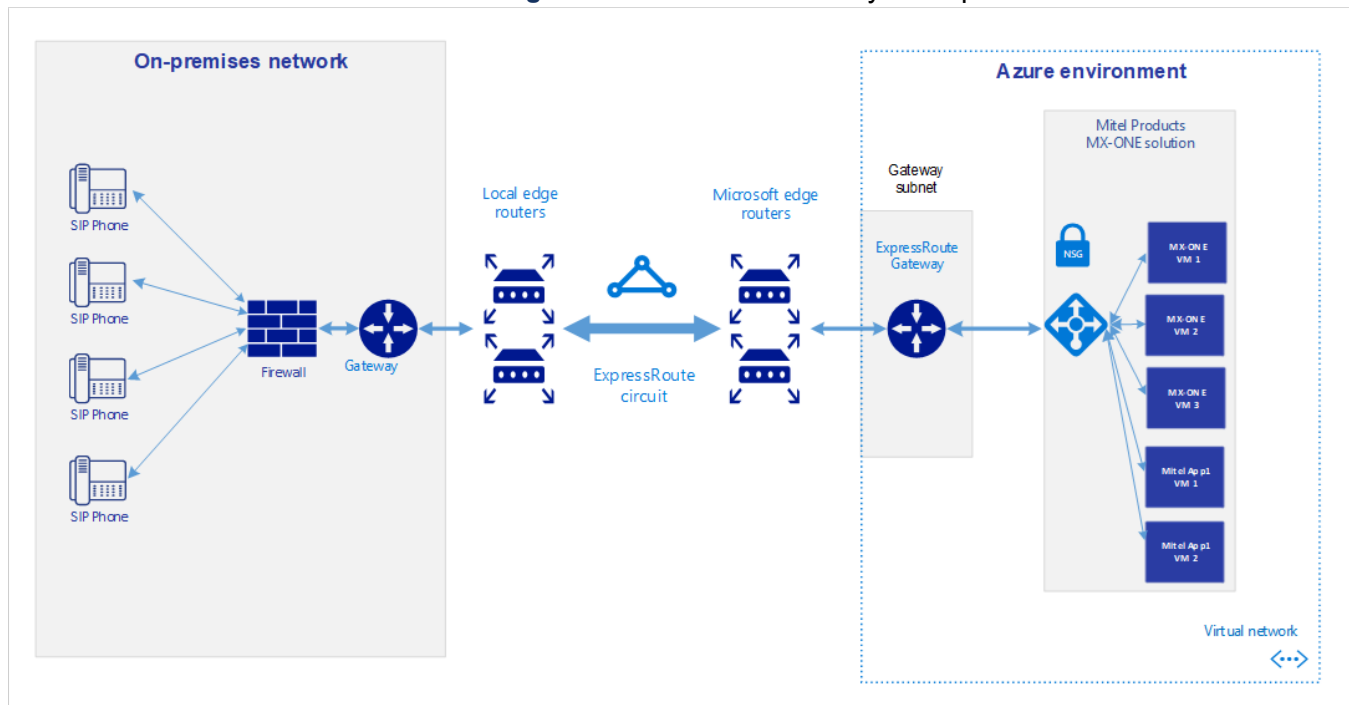 On-premises network
SIP Phone
SIP Phone
SIP Phone
SIP Phone
Firewall
Gateway
Local edge
routers
ExpressRoute
circuit
Microsoft edge
routers
Azure environment
Gateway
subnet
ExpressRoute
Gateway
Mitel Products
MX-ONE solution
NSG
MX-ONE
VM 1
MX-ONE
VM 2
MX-ONE
VM 3
Mitel App1
VM 1
Mitel App1
VM 2
Virtual network